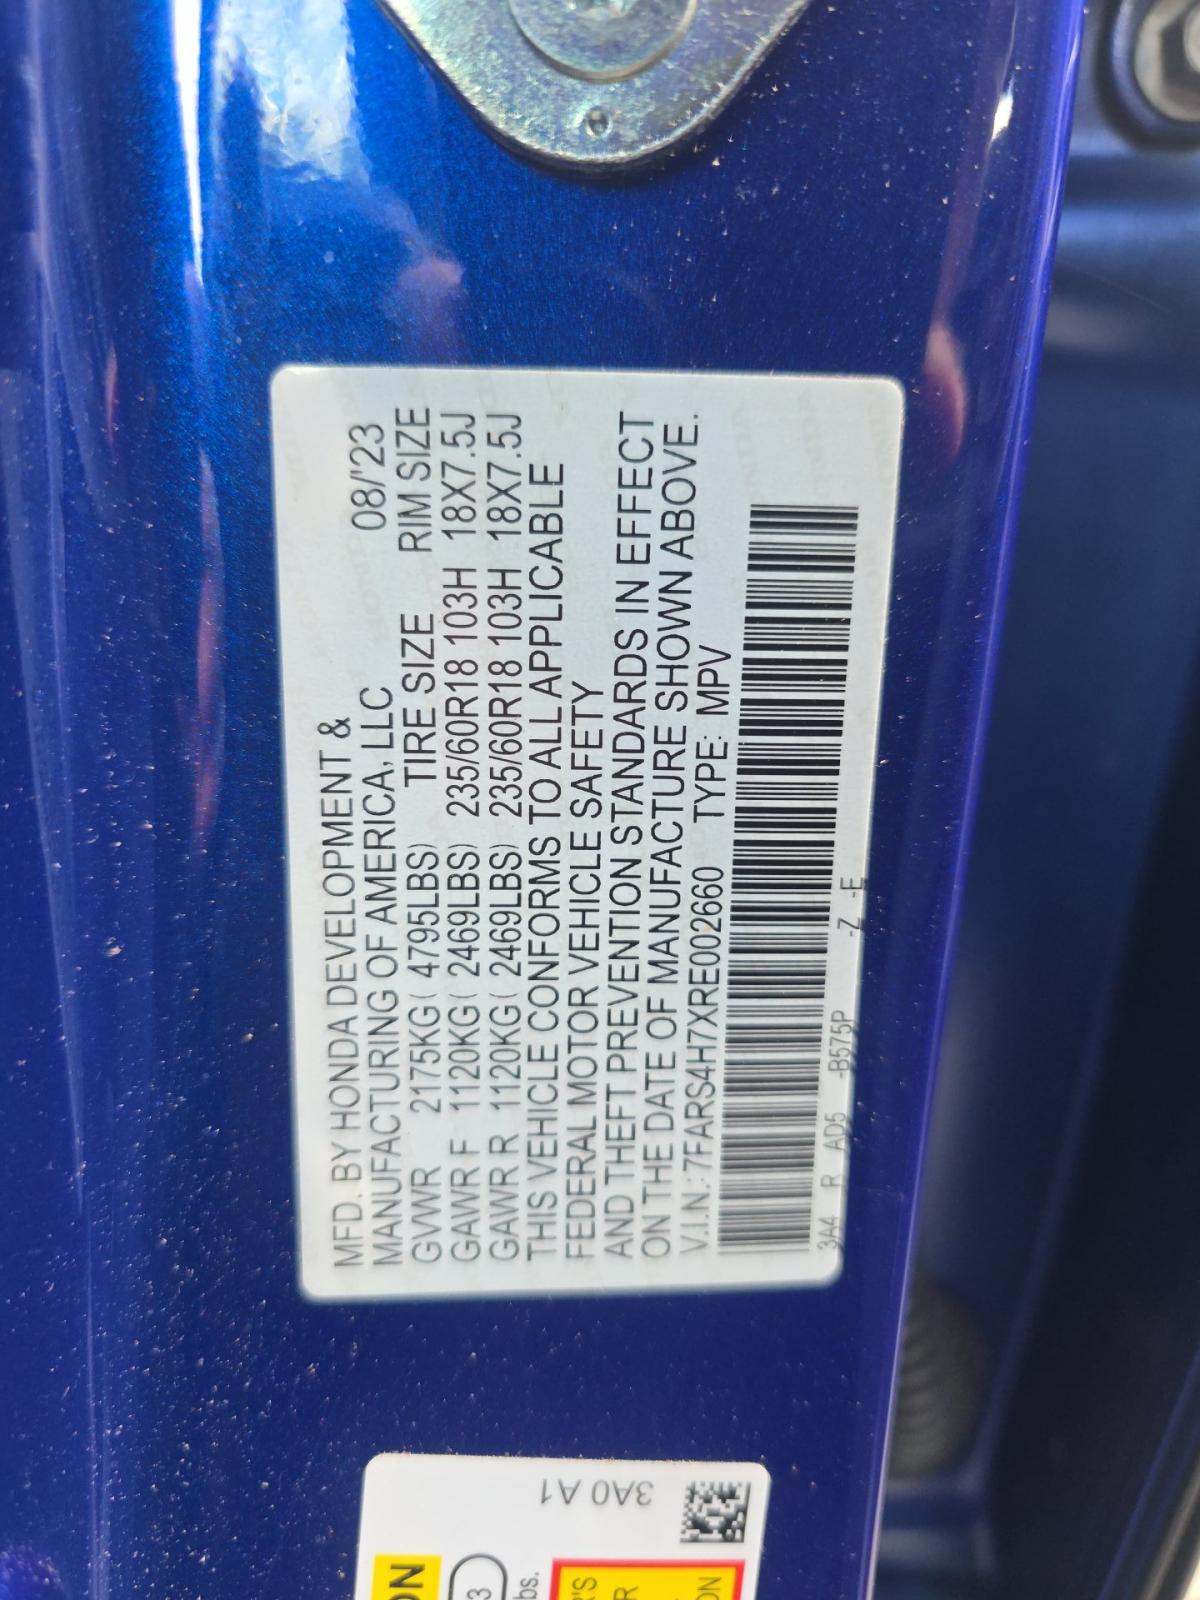 MFD. BY HONDA DEVELOPMENT &
MANUFACTURING OF AMERICA, LLC 08/'23
GVWR 2175KG( 4795LBS) TIRE SIZE RIM SIZE
GAWR F 1120KG( 2469LBS) 235/60R18 103H 18X7.5J
GAWR R 1120KG( 2469LBS) 235/60R18 103H 18X7.5J
THIS VEHICLE CONFORMS TO ALL APPLICABLE
FEDERAL MOTOR VEHICLE SAFETY
AND THEFT PREVENTION STANDARDS IN EFFECT
ON THE DATE OF MANUFACTURE SHOWN ABOVE.
V.I.N.:7FARS4H7XRE002660 TYPE: MPV
3A4 R AD5 -B575P -Z -E
3A0 A1